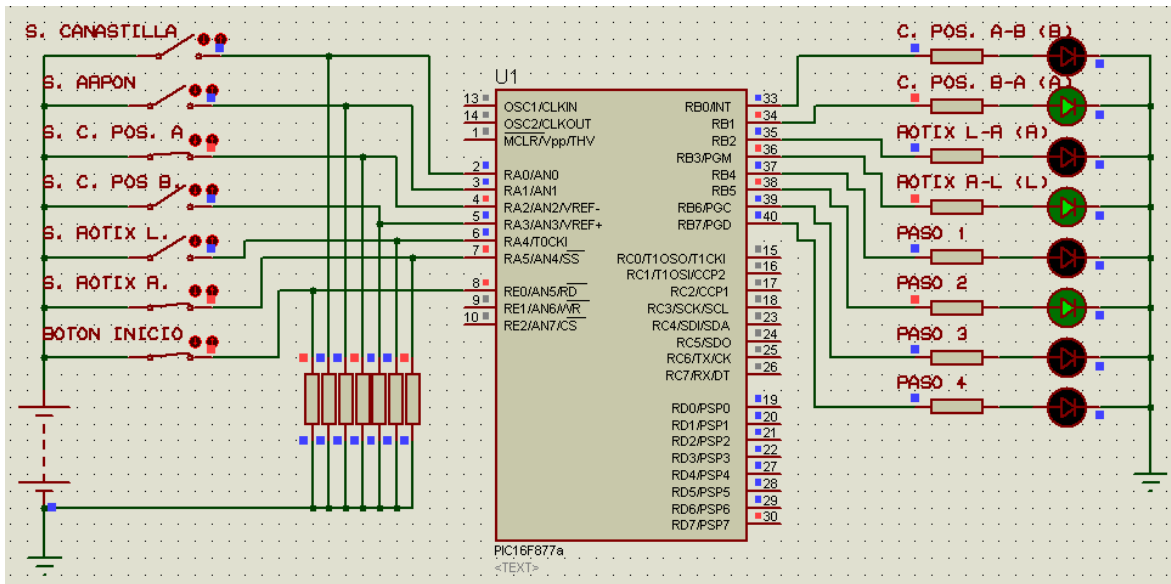 S. CANASTILLA
S. ARPON
S. C. POS. A
S. C. POS B.
S. ROTIX L.
S. ROTIX A.
BOTON INICIO
U1
13 OSC1/CLKIN
14 OSC2/CLKOUT
1 MCLR/Vpp/THV
2 RA0/AN0
3 RA1/AN1
4 RA2/AN2/VREF-
5 RA3/AN3/VREF+
6 RA4/T0CKI
7 RA5/AN4/SS
8 RE0/AN5/RD
9 RE1/AN6/WR
10 RE2/AN7/CS
RB0/INT 33
RB1 34
RB2 35
RB3/PGM 36
RB4 37
RB5 38
RB6/PGC 39
RB7/PGD 40
RC0/T1OSO/T1CKI 15
RC1/T1OSI/CCP2 16
RC2/CCP1 17
RC3/SCK/SCL 18
RC4/SDI/SDA 23
RC5/SDO 24
RC6/TX/CK 25
RC7/RX/DT 26
RD0/PSP0 19
RD1/PSP1 20
RD2/PSP2 21
RD3/PSP3 22
RD4/PSP4 27
RD5/PSP5 28
RD6/PSP6 29
RD7/PSP7 30
PIC16F877a
<TEXT>
C. POS. A-B (B)
C. POS. B-A (A)
ROTIX L-A (A)
ROTIX A-L (L)
PASO 1
PASO 2
PASO 3
PASO 4